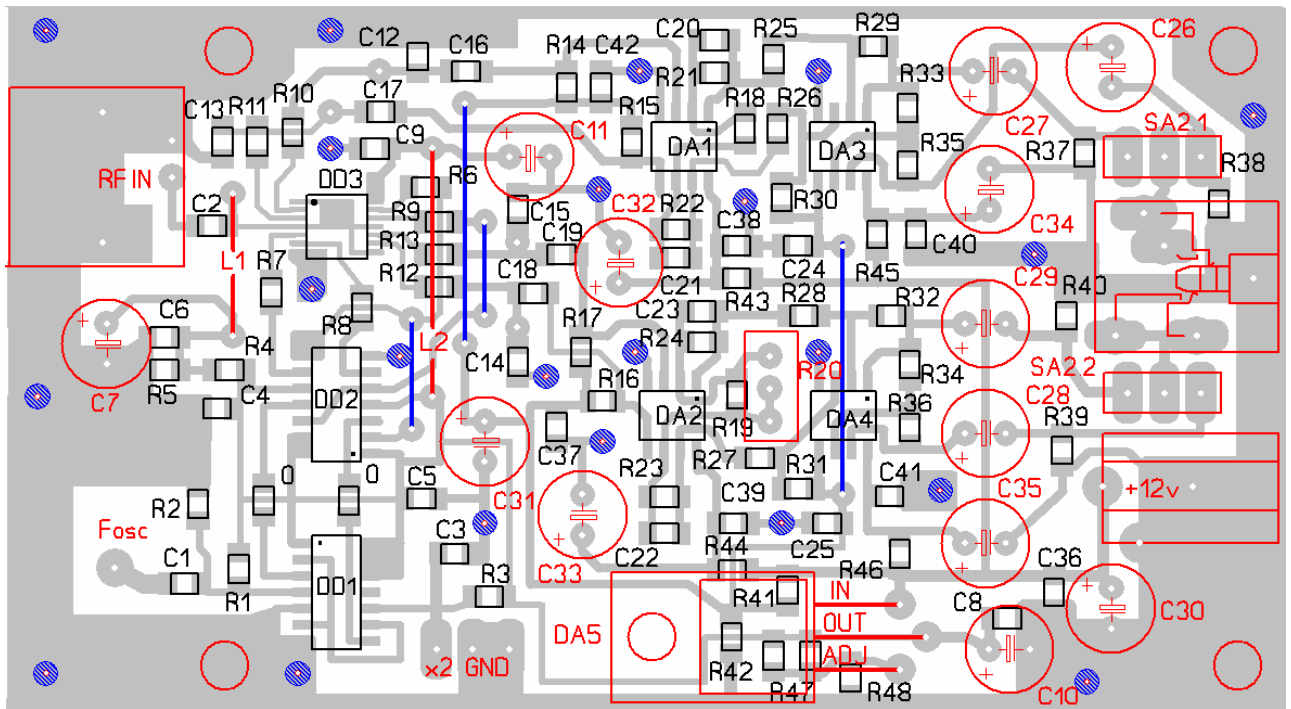 C12
C16
R14
C42
C20
R25
R29
C26
R21
R33
C13
R11
R10
C17
R15
R18
R26
C27
SA2.1
C9
C11
DA1
DA3
R35
R37
R38
RF IN
DD3
R6
C2
R9
C15
C32
R22
C38
R30
C34
L1
R13
C19
C40
R7
R12
C18
C21
R43
C24
R45
C29
R40
C6
R8
C23
R28
R32
R4
L2
R17
R24
R5
C4
C14
R20
R34
SA2.2
C7
DD2
R16
DA2
R19
DA4
R36
C28
R39
C37
R27
0
0
C5
R23
R31
C41
+12v
R2
C31
C39
C35
Fosc
C3
C22
C25
C1
C33
R44
R46
C36
R1
DD1
R3
R41
IN
C8
C30
DA5
OUT
x2
GND
R42
ADJ
R47
R48
C10